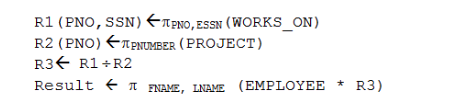 R1(PNO,SSN)←πPNO,ESSN(WORKS_ON)
R2(PNO)←πPNUMBER(PROJECT)
R3← R1÷R2
Result ← π FNAME, LNAME (EMPLOYEE * R3)